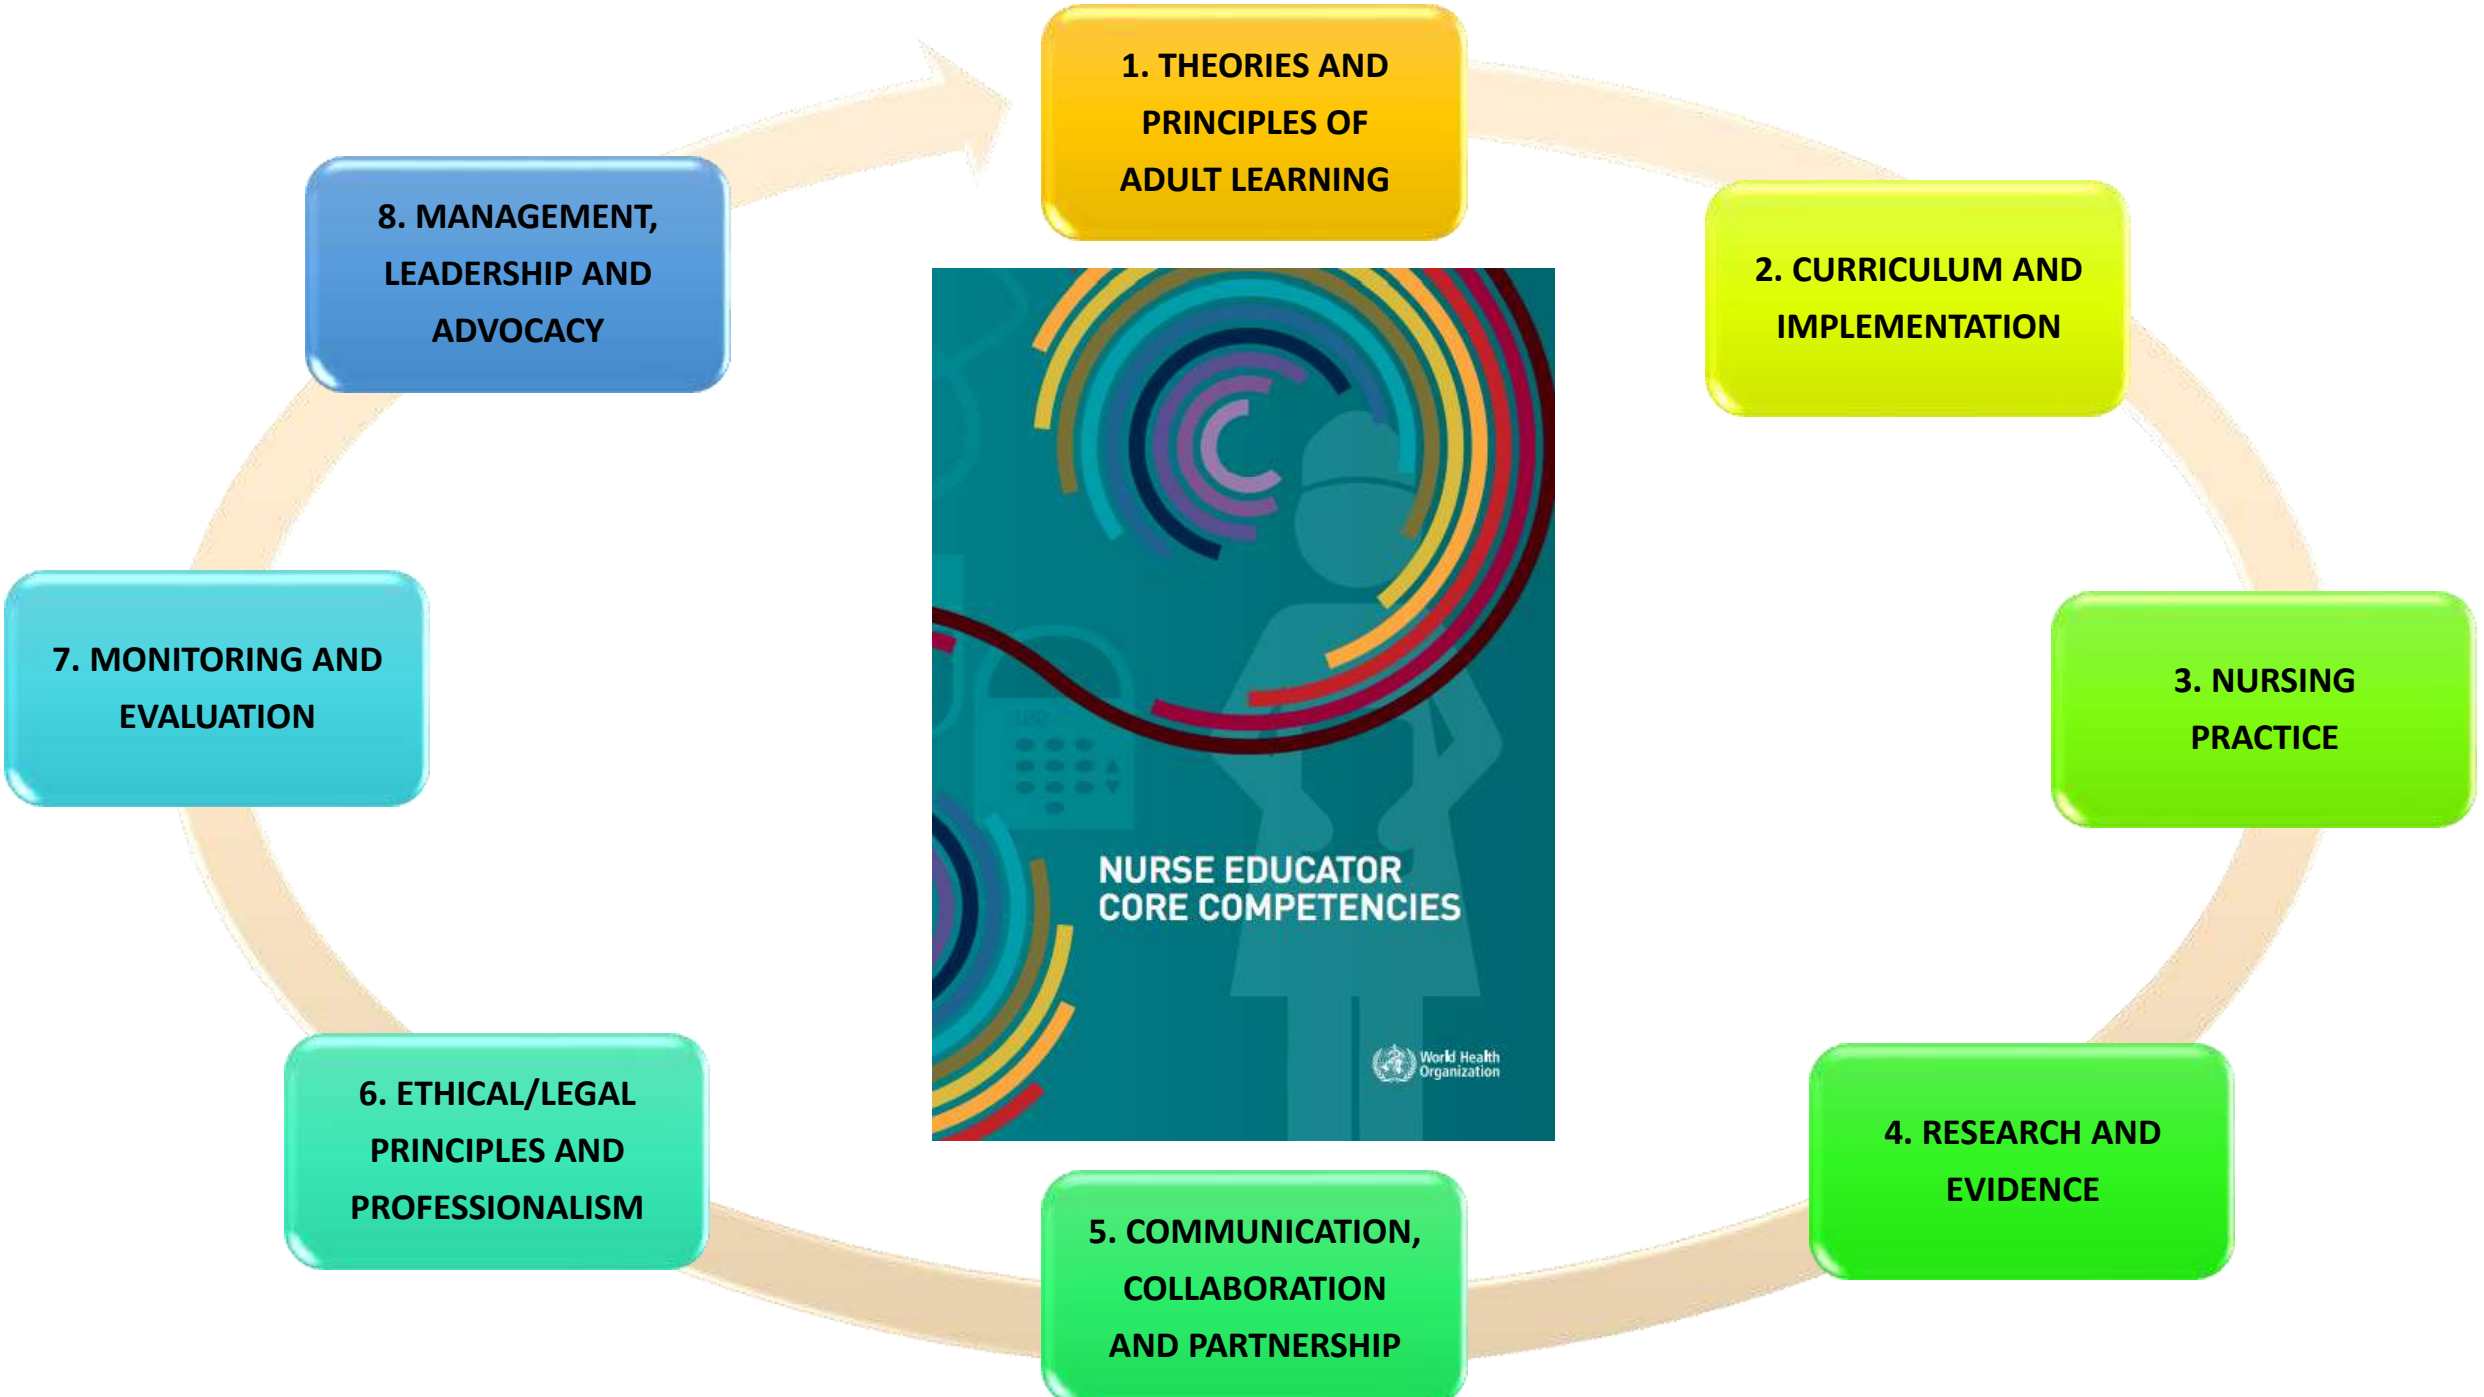 1. THEORIES AND
PRINCIPLES OF
ADULT LEARNING
2. CURRICULUM AND
IMPLEMENTATION
3. NURSING
PRACTICE
4. RESEARCH AND
EVIDENCE
5. COMMUNICATION,
COLLABORATION
AND PARTNERSHIP
6. ETHICAL/LEGAL
PRINCIPLES AND
PROFESSIONALISM
7. MONITORING AND
EVALUATION
8. MANAGEMENT,
LEADERSHIP AND
ADVOCACY
NURSE EDUCATOR
CORE COMPETENCIES
World Health
Organization